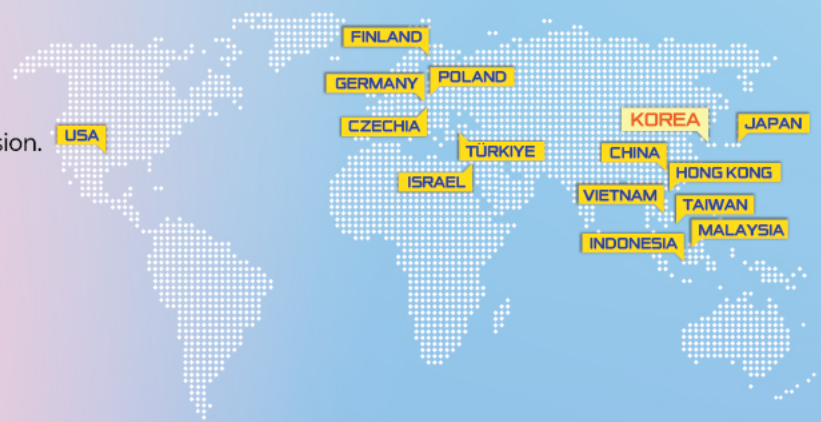 FINLAND
GERMANY
POLAND
CZECHIA
USA
sion.
KOREA
JAPAN
TÜRKIYE
CHINA
ISRAEL
HONG KONG
VIETNAM
TAIWAN
MALAYSIA
INDONESIA